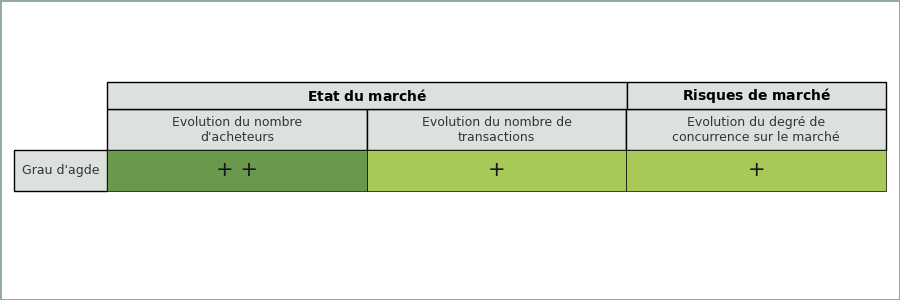 Etat du marché
Risques de marché
Evolution du nombre
d'acheteurs
Evolution du nombre de
transactions
Evolution du degré de
concurrence sur le marché
Grau d'agde
+ +
+
+